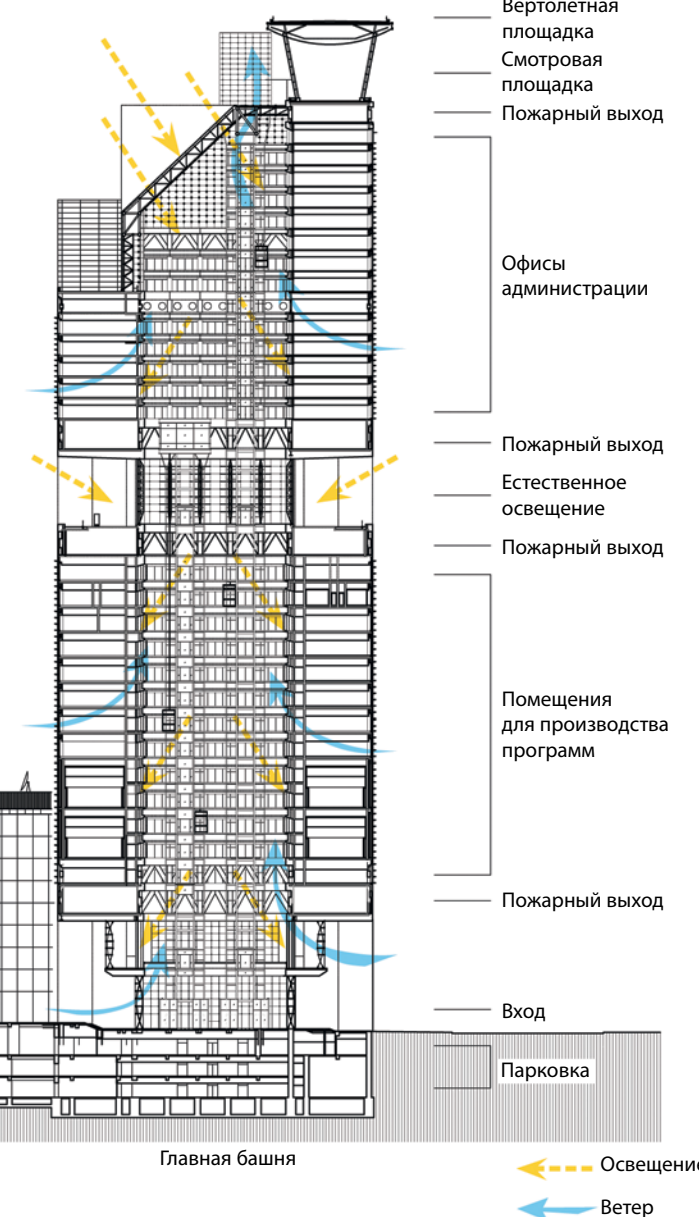 Вертолетная
площадка
Смотровая
площадка
Пожарный выход
Офисы
администрации
Пожарный выход
Естественное
освещение
Пожарный выход
Помещения
для производства
программ
Пожарный выход
Вход
Парковка
Главная башня
Освещение
Ветер